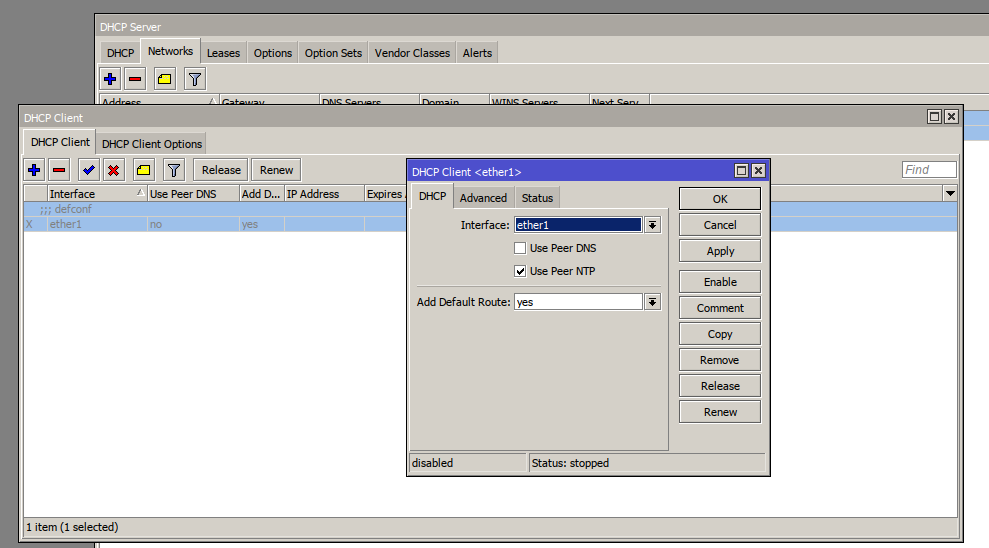 DHCP Server
DHCP Networks Leases Options Option Sets Vendor Classes Alerts
Address Gateway DNS Servers Domain WINS Servers Next Serv...
DHCP Client
DHCP Client DHCP Client Options
Release Renew Find
Interface Use Peer DNS Add D... IP Address Expires
;;; defconf
X ether1 no yes
DHCP Client <ether1>
DHCP Advanced Status
Interface: ether1
Use Peer DNS
Use Peer NTP
Add Default Route: yes
OK
Cancel
Apply
Enable
Comment
Copy
Remove
Release
Renew
disabled Status: stopped
1 item (1 selected)